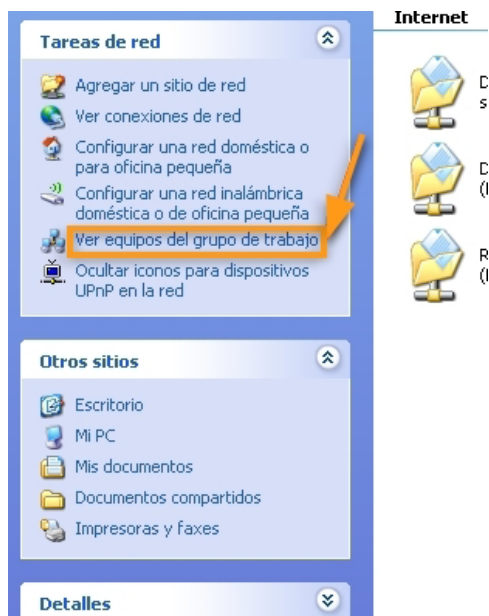 Tareas de red
Agregar un sitio de red
Ver conexiones de red
Configurar una red doméstica o
para oficina pequeña
Configurar una red inalámbrica
doméstica o de oficina pequeña
Ver equipos del grupo de trabajo
Ocultar iconos para dispositivos
UPnP en la red
Otros sitios
Escritorio
Mi PC
Mis documentos
Documentos compartidos
Impresoras y faxes
Detalles
Internet